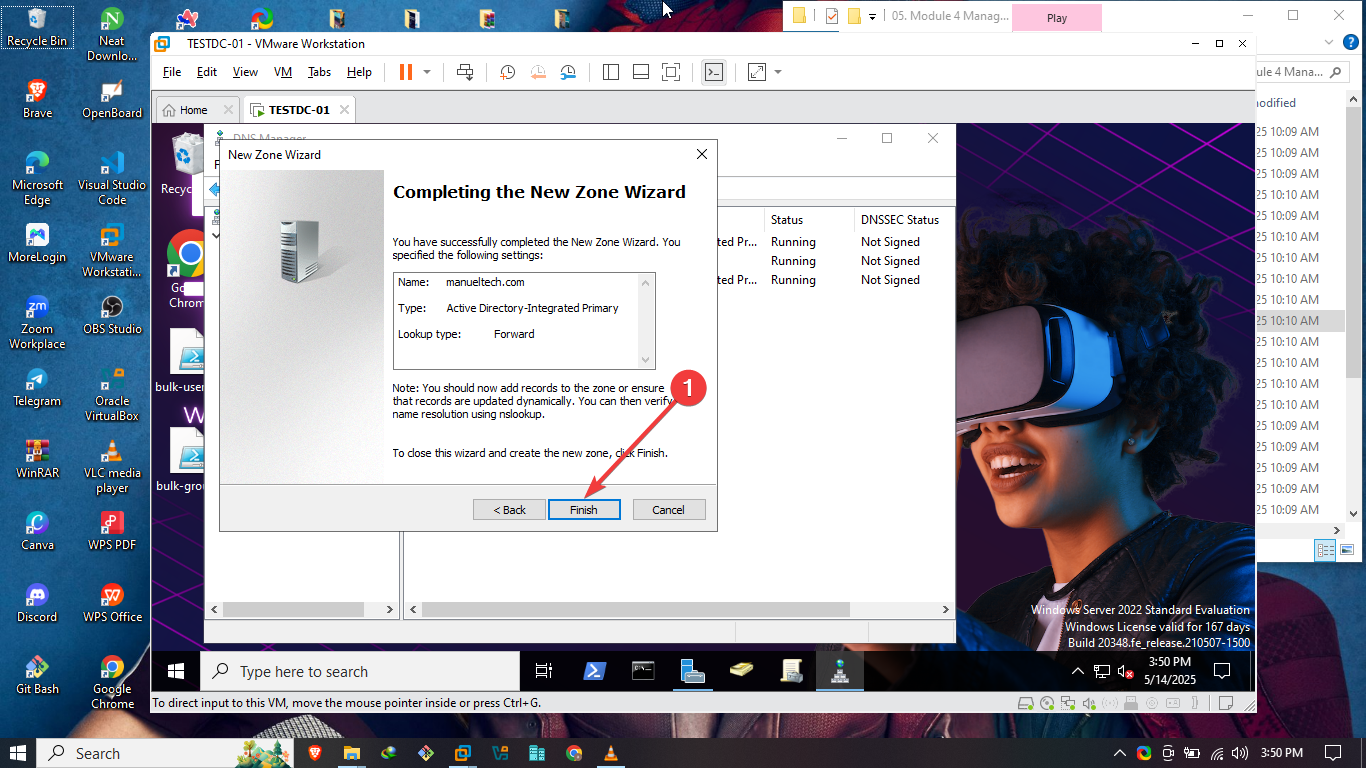 Recycle Bin
Neat
Downlo...
Brave
OpenBoard
Microsoft
Edge
Visual Studio
Code
MoreLogin
VMware
Workstati...
Zoom
Workplace
OBS Studio
Telegram
Oracle
VirtualBox
WinRAR
VLC media
player
Canva
WPS PDF
Discord
WPS Office
Git Bash
Google
Chrome
05. Module 4 Manag...
Play
ule 4 Mana...
odified
25 10:09 AM
25 10:09 AM
25 10:09 AM
25 10:10 AM
25 10:09 AM
25 10:10 AM
25 10:10 AM
25 10:10 AM
25 10:10 AM
25 10:10 AM
25 10:10 AM
25 10:10 AM
25 10:10 AM
25 10:10 AM
25 10:09 AM
25 10:09 AM
25 10:09 AM
25 10:09 AM
25 10:09 AM
TESTDC-01 - VMware Workstation
File Edit View VM Tabs Help
Home
TESTDC-01
Recyc
Chrom
bulk-user
bulk-grou
DNS Manager
New Zone Wizard
Completing the New Zone Wizard
You have successfully completed the New Zone Wizard. You
specified the following settings:
Name: manueltech.com
Type: Active Directory-Integrated Primary
Lookup type: Forward
Note: You should now add records to the zone or ensure
that records are updated dynamically. You can then verify
name resolution using nslookup.
To close this wizard and create the new zone, click Finish.
1
< Back
Finish
Cancel
Status DNSSEC Status
ted Pr... Running Not Signed
Running Not Signed
ted Pr... Running Not Signed
Windows Server 2022 Standard Evaluation
Windows License valid for 167 days
Build 20348.fe_release.210507-1500
Type here to search
3:50 PM
5/14/2025
To direct input to this VM, move the mouse pointer inside or press Ctrl+G.
Search
3:50 PM